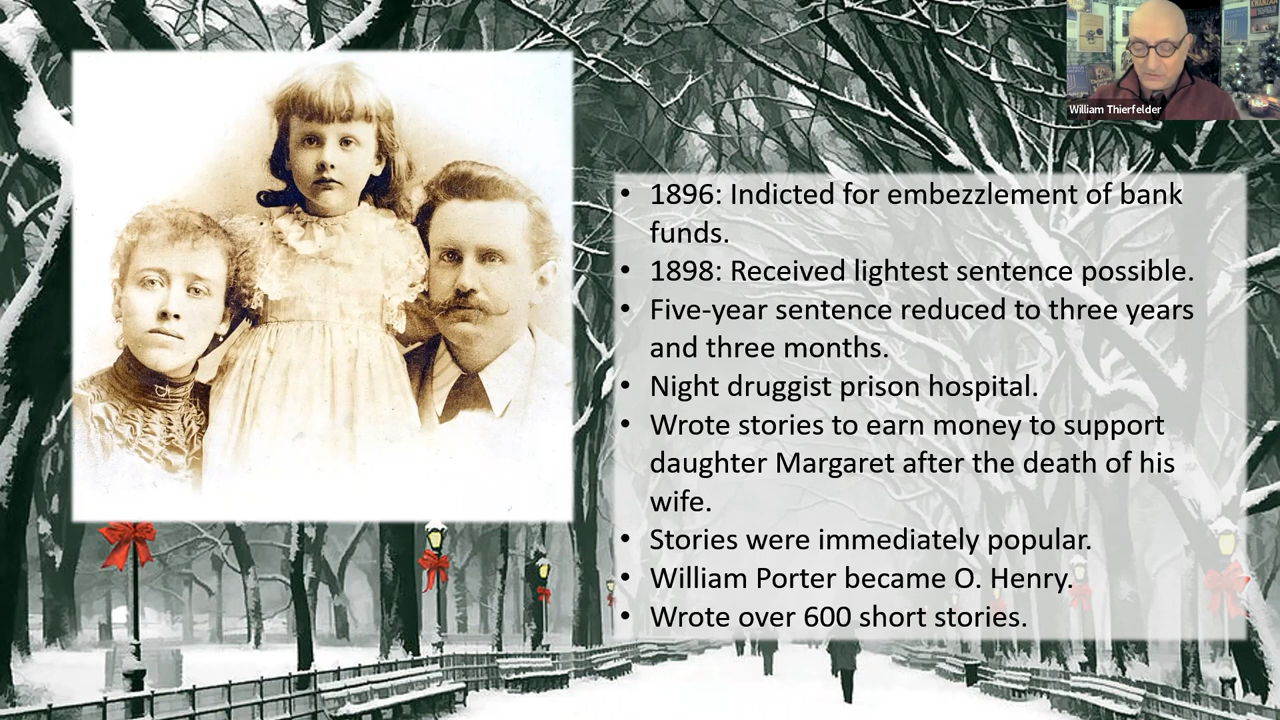 William Thierfelder
• 1896: Indicted for embezzlement of bank
funds.
• 1898: Received lightest sentence possible.
• Five-year sentence reduced to three years
and three months.
• Night druggist prison hospital.
• Wrote stories to earn money to support
daughter Margaret after the death of his
wife.
• Stories were immediately popular.
• William Porter became O. Henry.
• Wrote over 600 short stories.